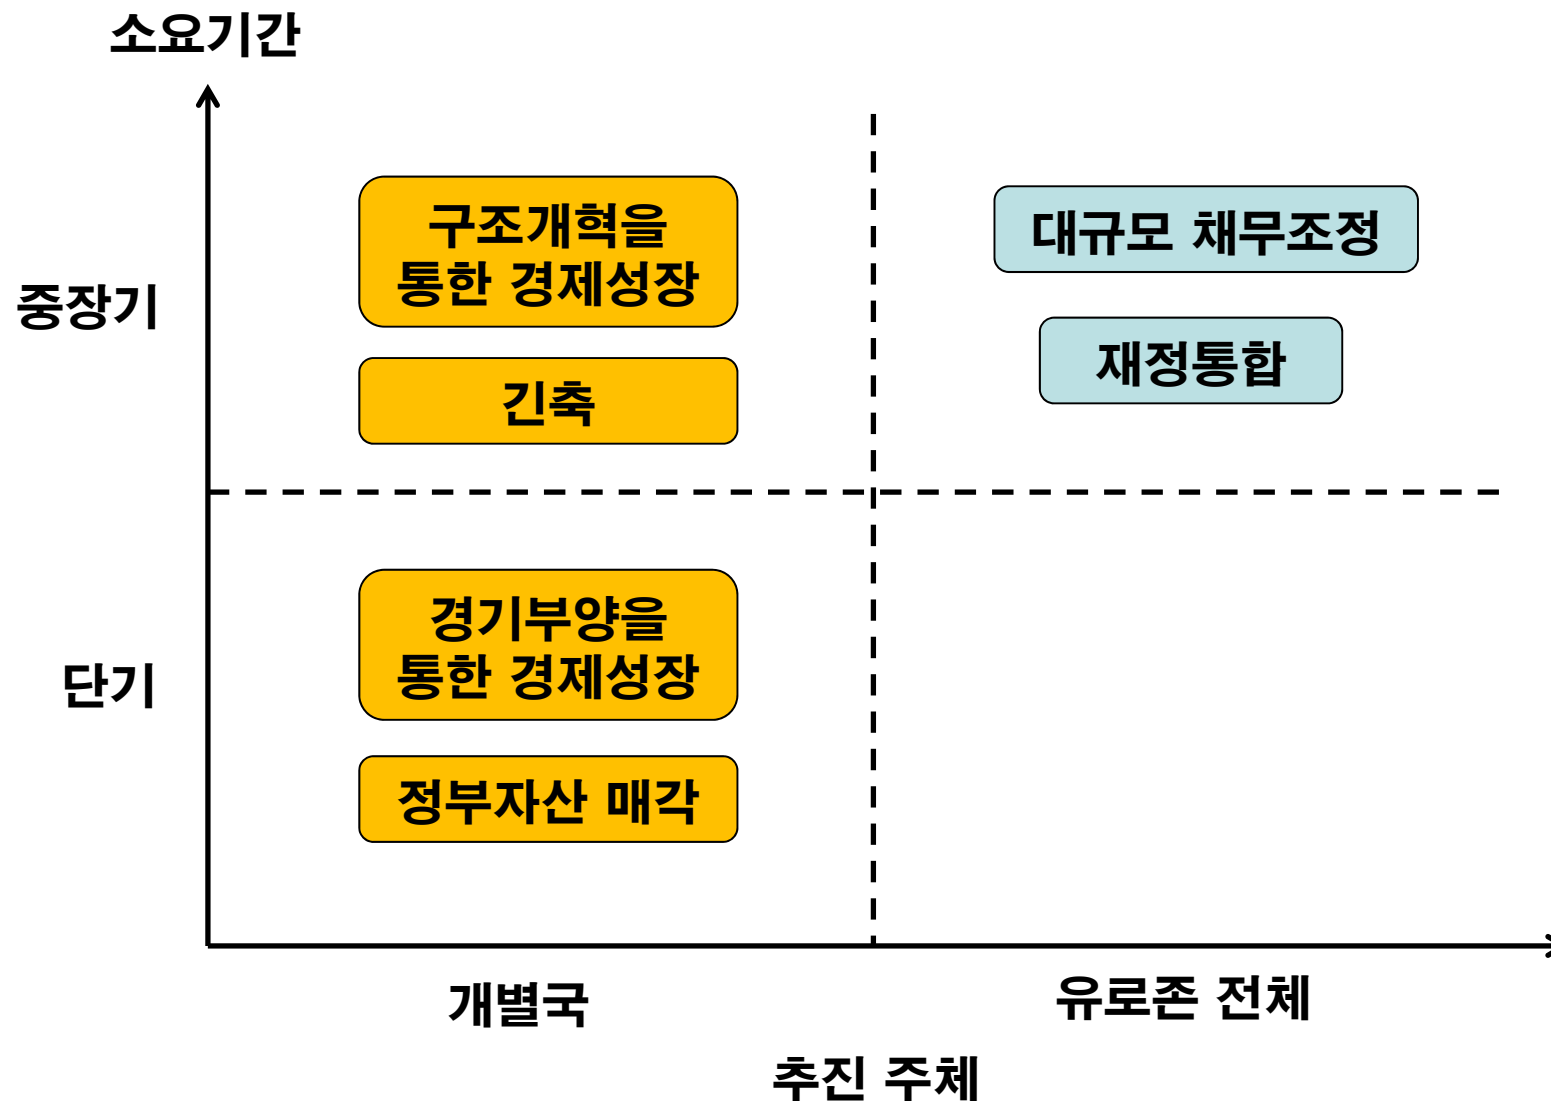 소요기간
구조개혁을
통한 경제성장
대규모 채무조정
중장기
재정통합
긴축
경기부양을
통한 경제성장
단기
정부자산 매각
개별국
유로존 전체
추진 주체